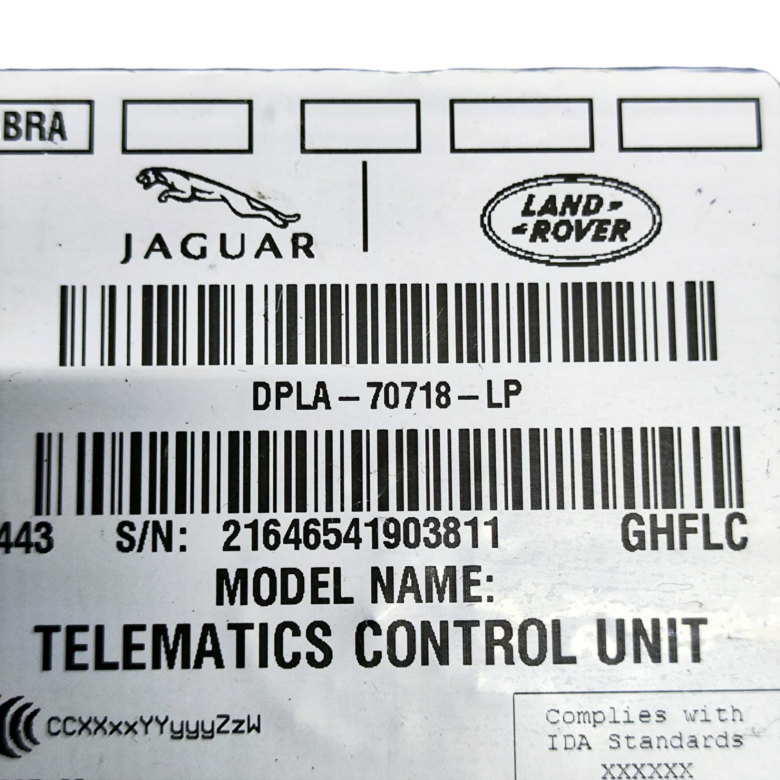 BRA
JAGUAR
LAND ROVER
DPLA-70718-LP
443 S/N: 21646541903811 GHFLC
MODEL NAME:
TELEMATICS CONTROL UNIT
CCXXxxYYyyyZzW
Complies with
IDA Standards
XXXXXX